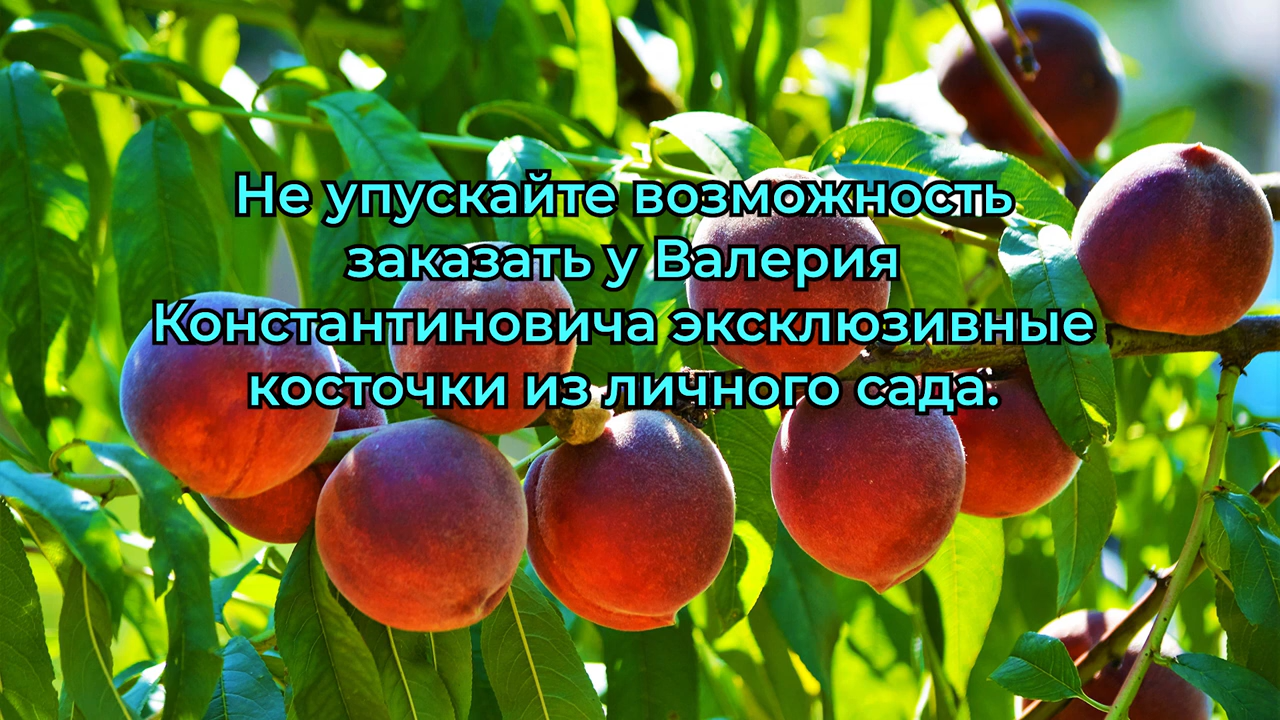 Не упускайте возможность
заказать у Валерия
Константиновича эксклюзивные
косточки из личного сада.